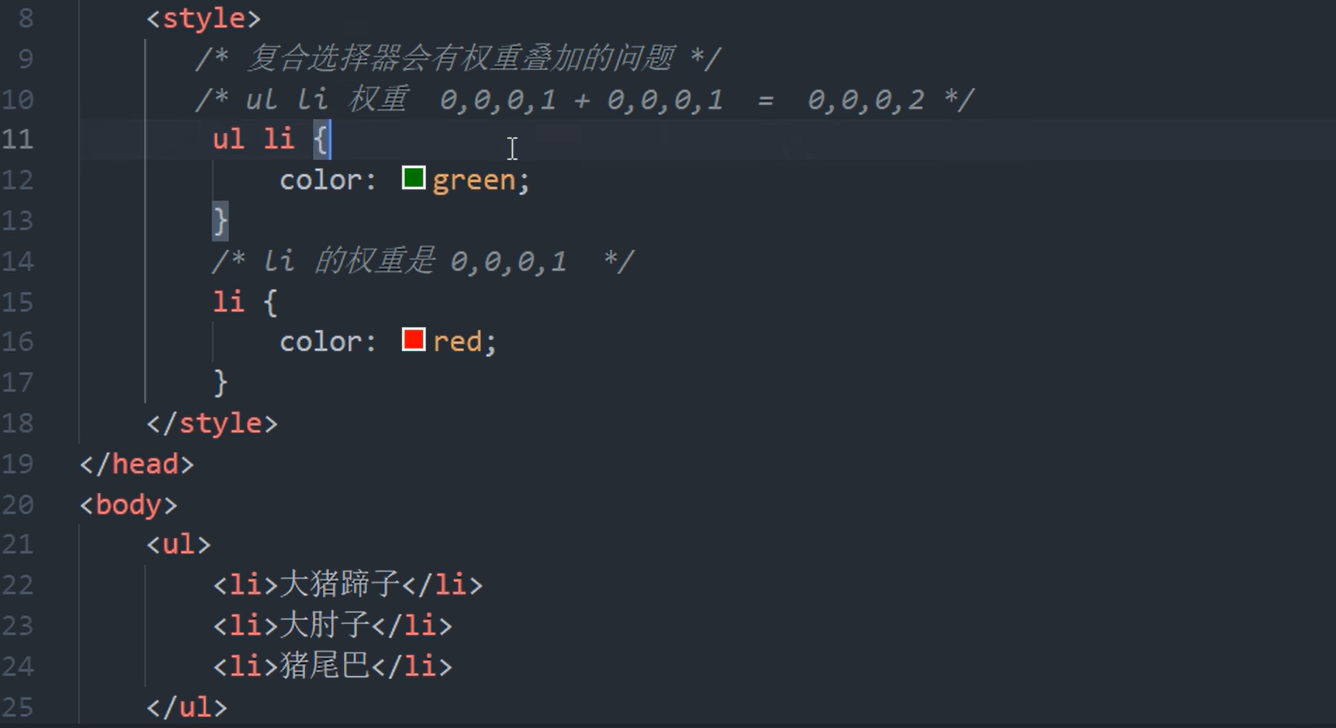 8 <style>
9 /* 复合选择器会有权重叠加的问题 */
10 /* ul li 权重 0,0,0,1 + 0,0,0,1 = 0,0,0,2 */
11 ul li {
12 color: green;
13 }
14 /* li 的权重是 0,0,0,1 */
15 li {
16 color: red;
17 }
18 </style>
19 </head>
20 <body>
21 <ul>
22 <li>大猪蹄子</li>
23 <li>大肘子</li>
24 <li>猪尾巴</li>
25 </ul>